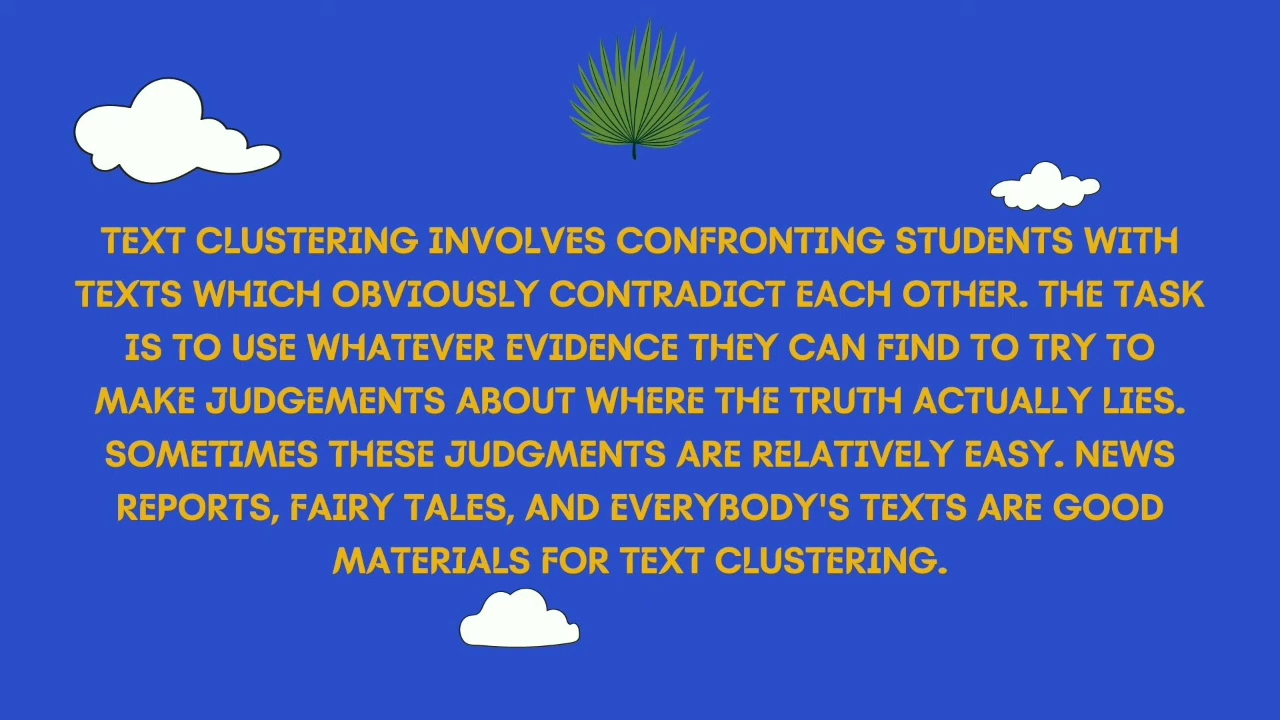 TEXT CLUSTERING INVOLVES CONFRONTING STUDENTS WITH
TEXTS WHICH OBVIOUSLY CONTRADICT EACH OTHER. THE TASK
IS TO USE WHATEVER EVIDENCE THEY CAN FIND TO TRY TO
MAKE JUDGEMENTS ABOUT WHERE THE TRUTH ACTUALLY LIES.
SOMETIMES THESE JUDGMENTS ARE RELATIVELY EASY. NEWS
REPORTS, FAIRY TALES, AND EVERYBODY'S TEXTS ARE GOOD
MATERIALS FOR TEXT CLUSTERING.